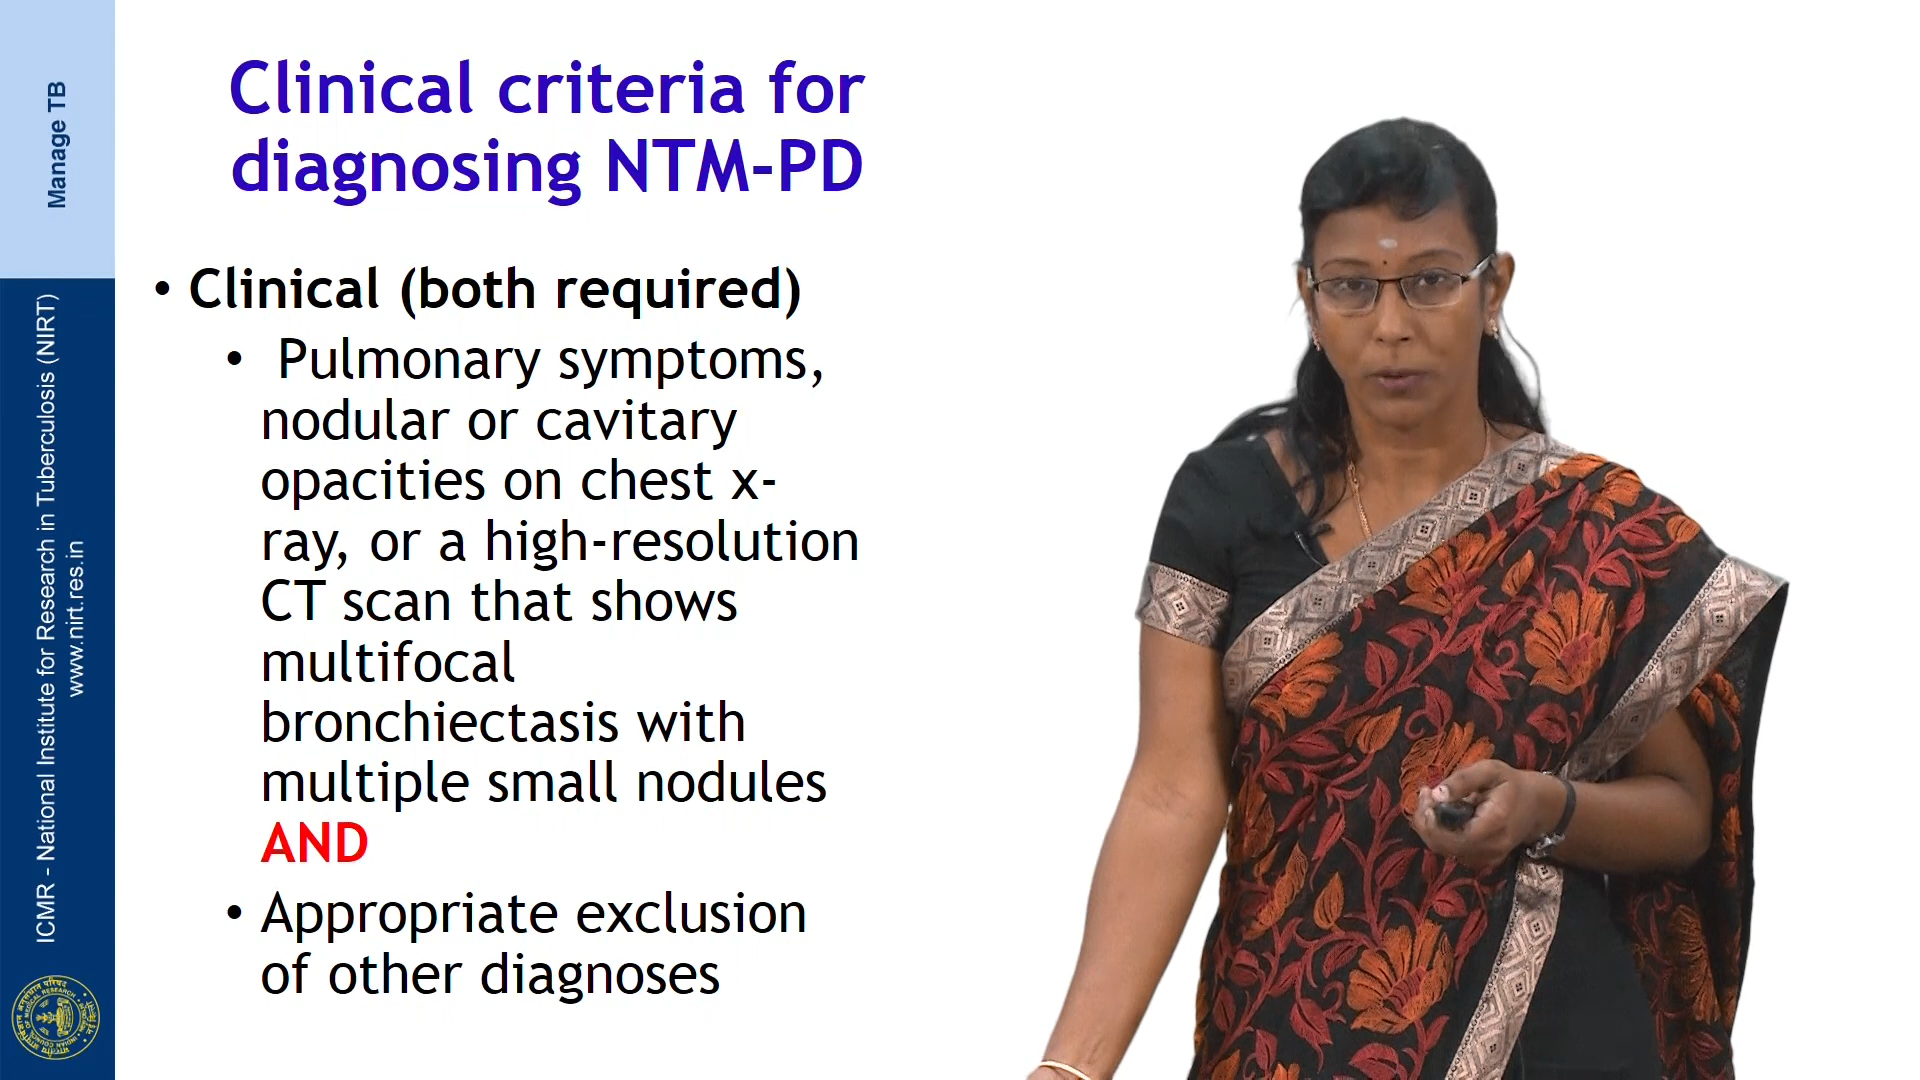 Manage TB
ICMR - National Institute for Research in Tuberculosis (NIRT)
www.nirt.res.in
Clinical criteria for
diagnosing NTM-PD
• Clinical (both required)
• Pulmonary symptoms,
nodular or cavitary
opacities on chest x-
ray, or a high-resolution
CT scan that shows
multifocal
bronchiectasis with
multiple small nodules
AND
• Appropriate exclusion
of other diagnoses